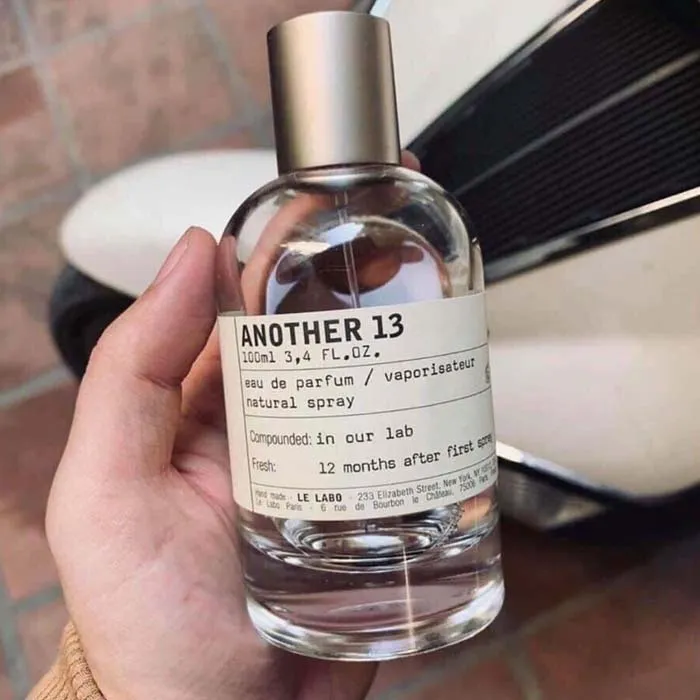 ANOTHER 13
100ml 3,4 FL.OZ.
eau de parfum / vaporisateur
natural spray
Compounded: in our lab
Fresh: 12 months after first spray
Hand made - LE LABO - 233 Elizabeth Street, New York, NY
Le Labo Paris - 6 rue de Bourbon le Château, 75006 Paris